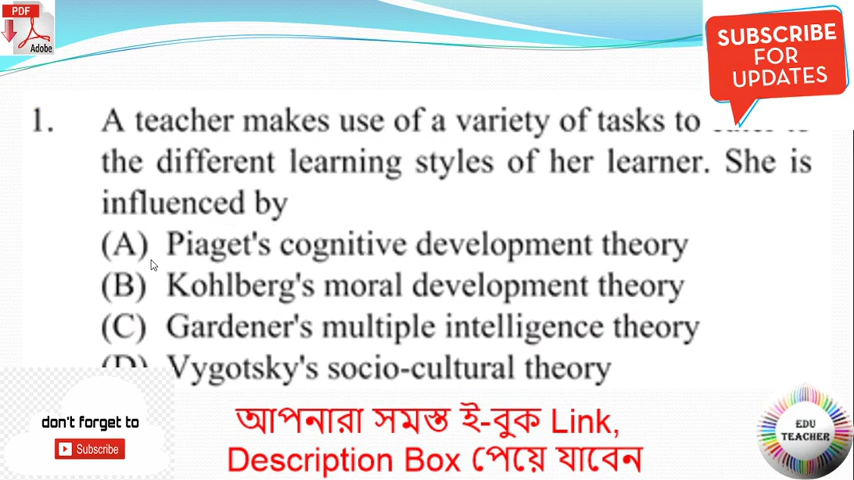 PDF
Adobe
SUBSCRIBE
FOR
UPDATES
1. A teacher makes use of a variety of tasks to
the different learning styles of her learner. She is
influenced by
(A) Piaget's cognitive development theory
(B) Kohlberg's moral development theory
(C) Gardener's multiple intelligence theory
(D) Vygotsky's socio-cultural theory
don't forget to
Subscribe
আপনারা সমস্ত ই-বুক Link,
Description Box পেয়ে যাবেন
EDU
TEACHER